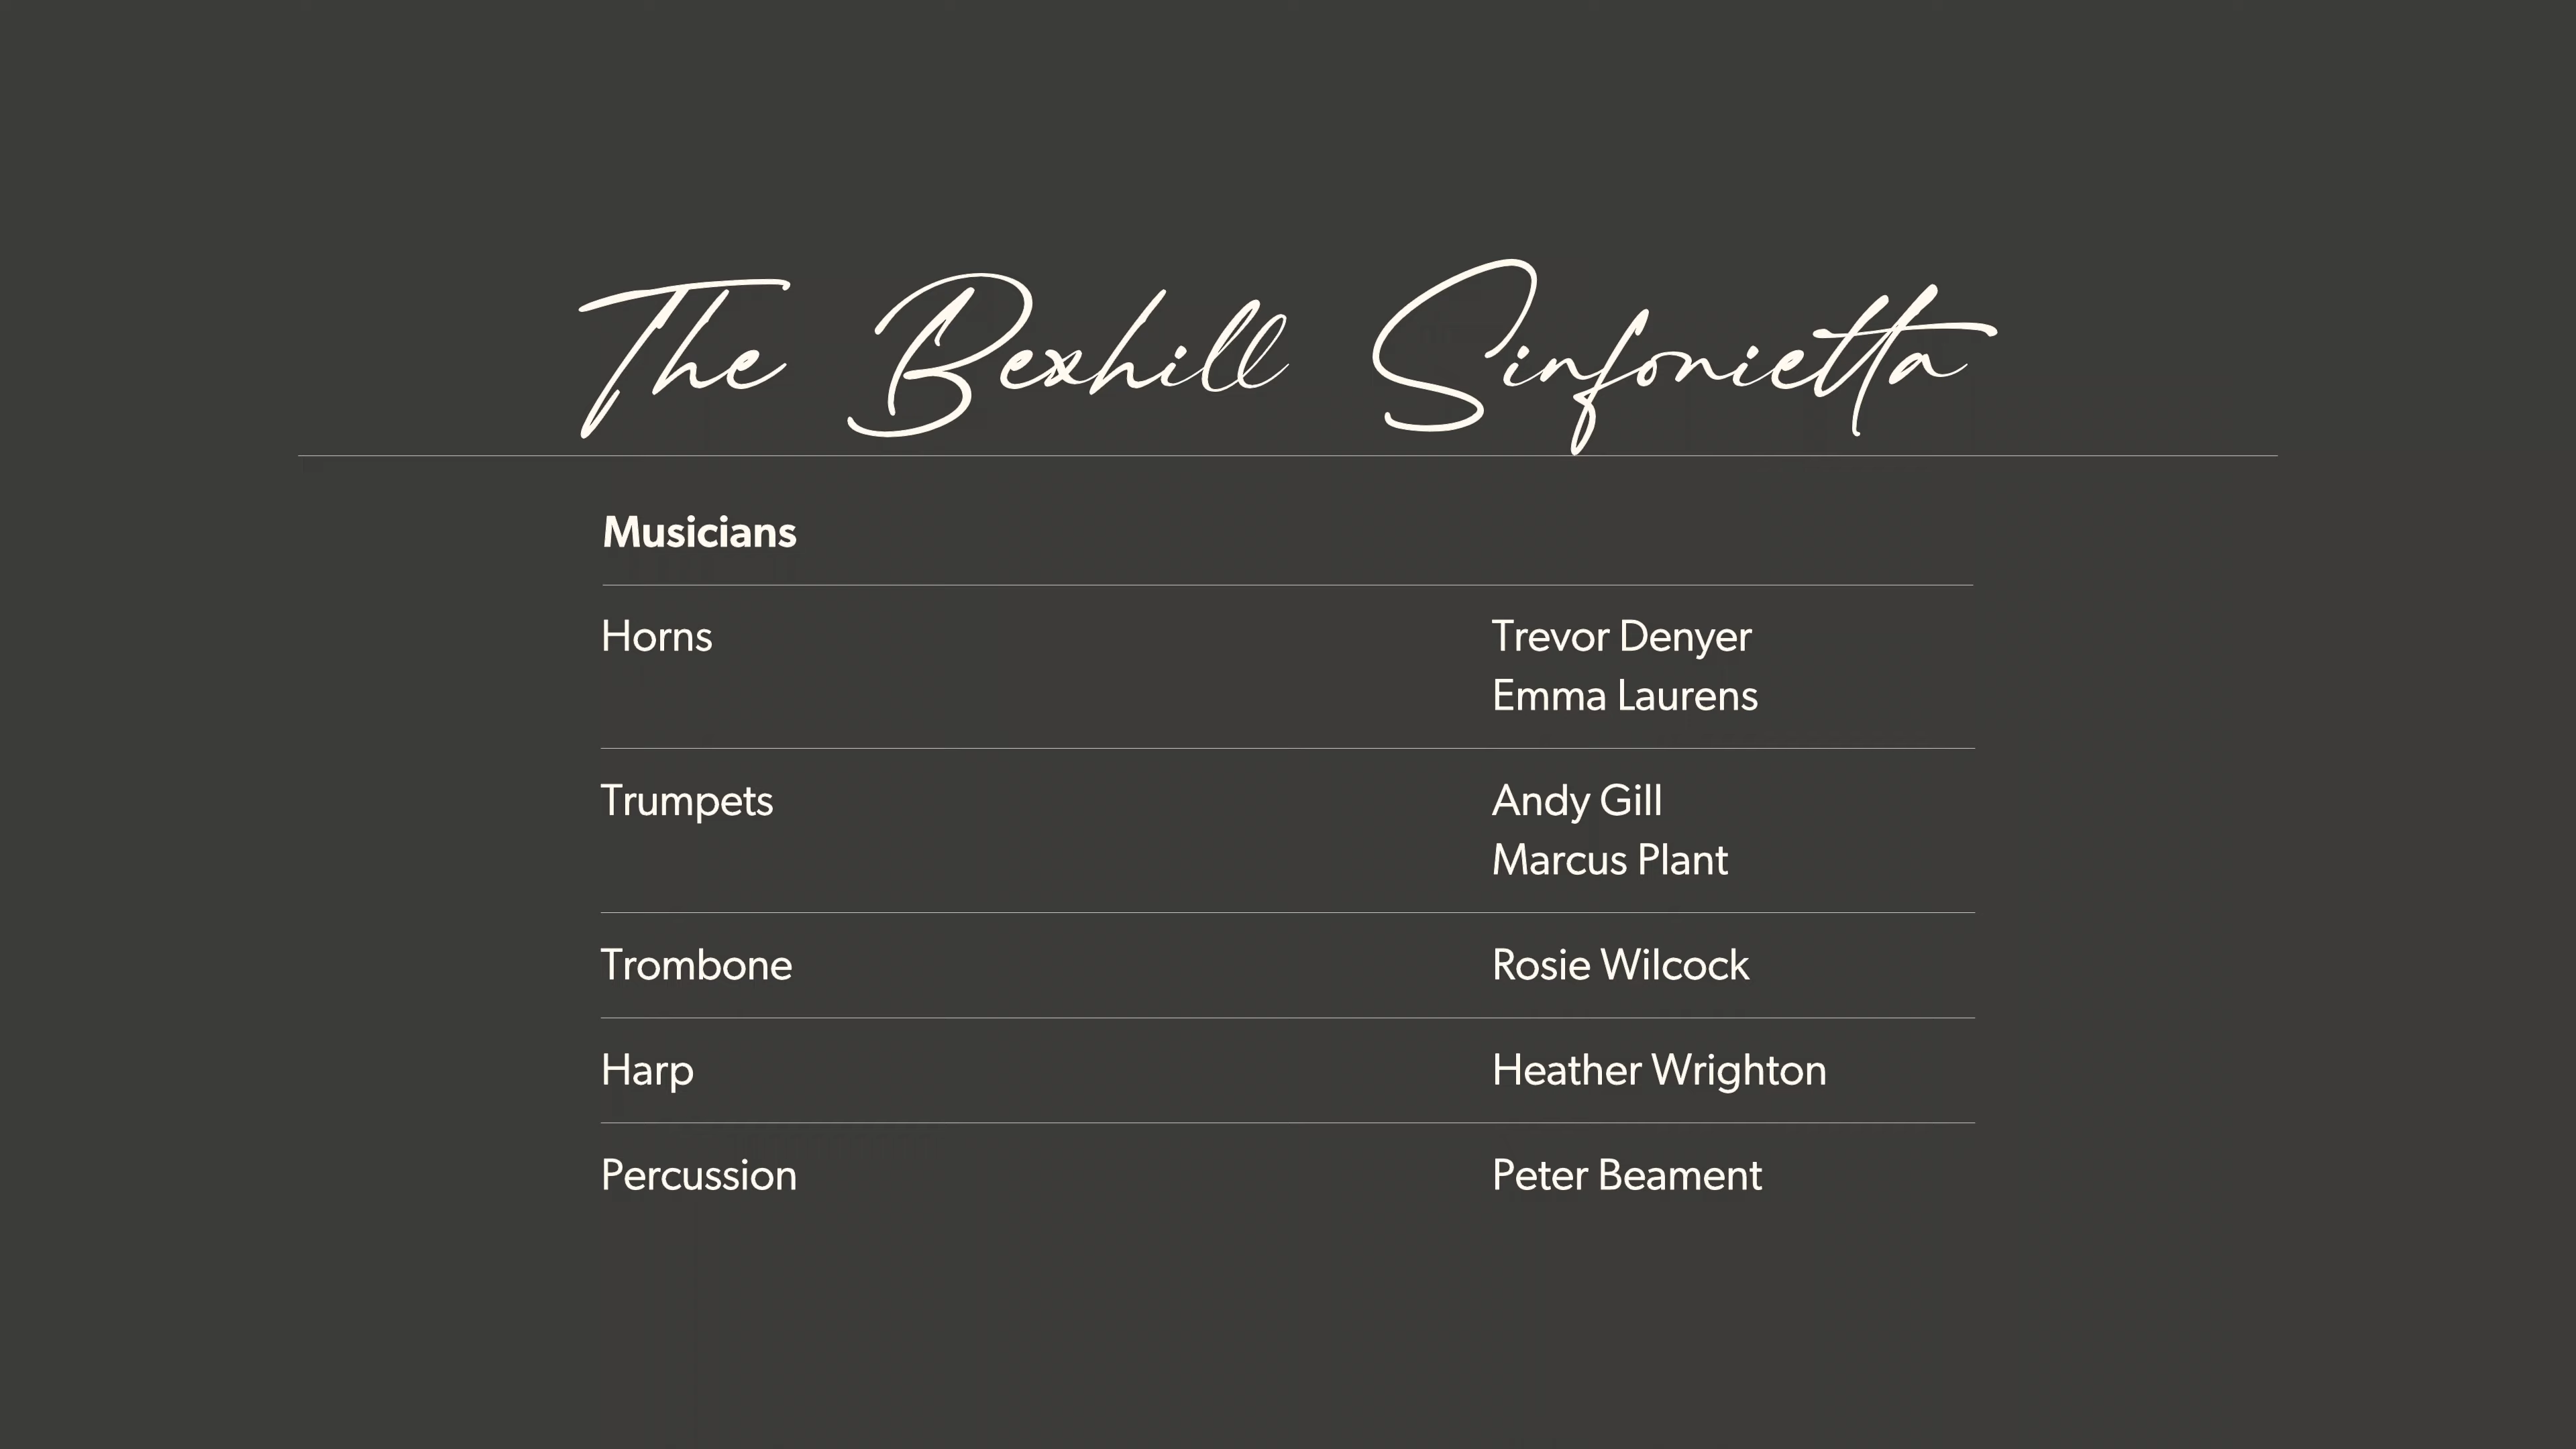 The Bexhill Sinfonietta
Musicians
Horns Trevor Denyer
Emma Laurens
Trumpets Andy Gill
Marcus Plant
Trombone Rosie Wilcock
Harp Heather Wrighton
Percussion Peter Beament